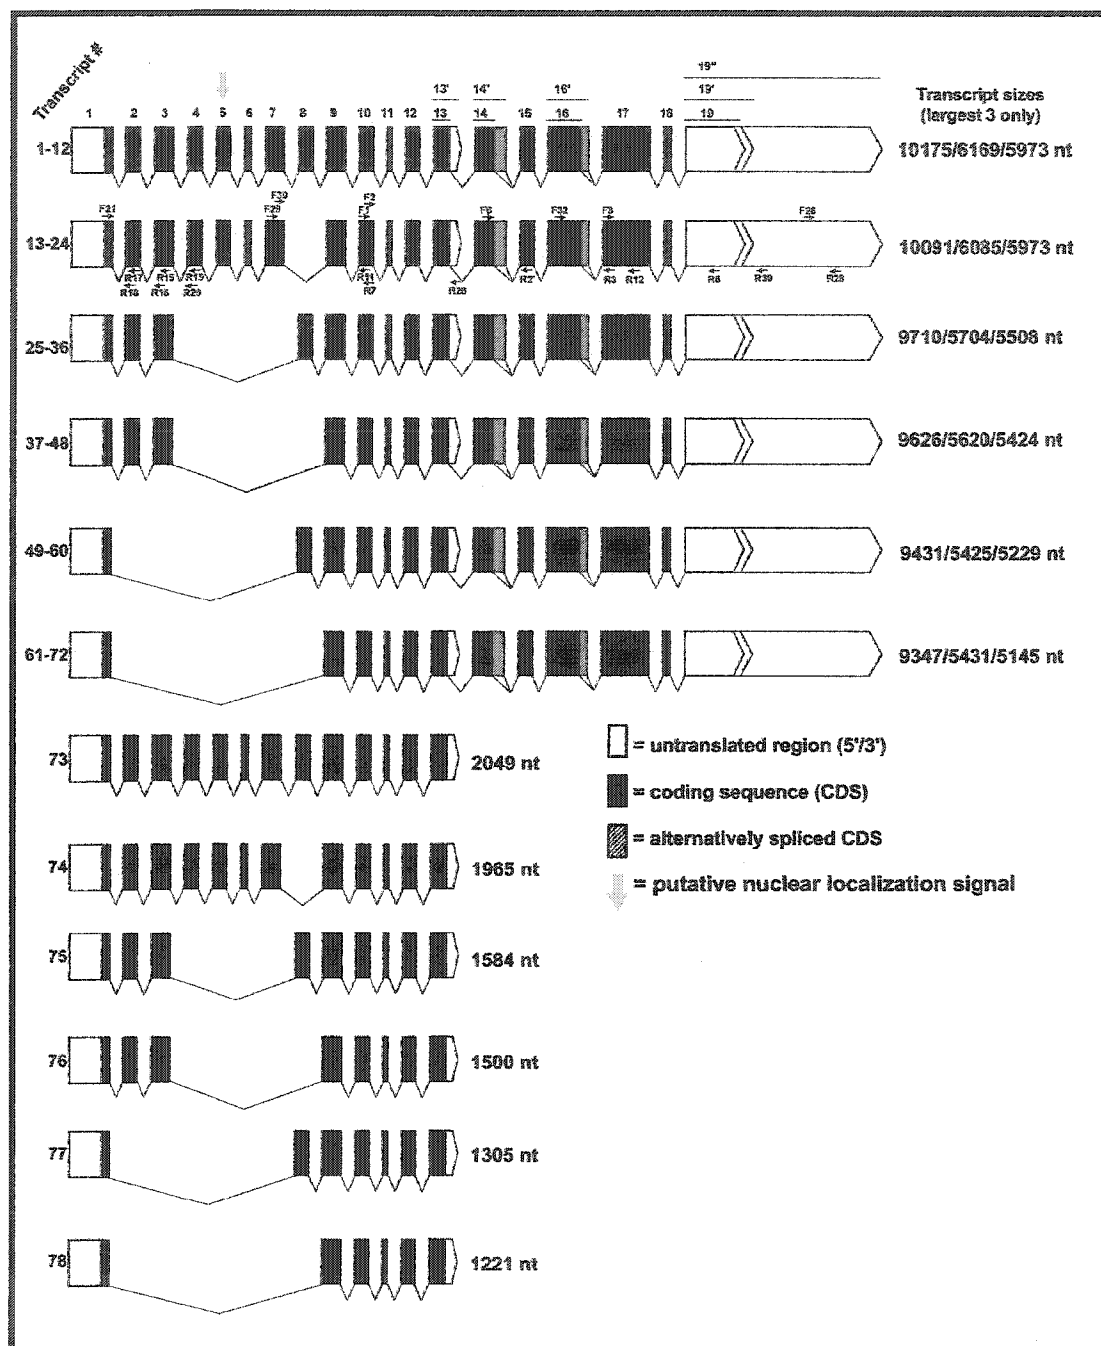 Transcript #
19"
13' 14' 16' 19'
1 2 3 4 5 6 7 8 9 10 11 12 13 14 15 16 17 18 19
Transcript sizes
(largest 3 only)
1-12
10175/6169/5973 nt
F21 F29 F2 F1 F6 F32 F3 F26
13-24
10091/6085/5973 nt
R17 R15 R19 R11 R2 R3 R12 R6 R39
R18 R16 R20 R7
25-36
9710/5704/5508 nt
37-48
9626/5620/5424 nt
49-60
9431/5425/5229 nt
61-72
9347/5431/5145 nt
73
2049 nt
= untranslated region (5'/3')
= coding sequence (CDS)
= alternatively spliced CDS
= putative nuclear localization signal
74
1965 nt
75
1584 nt
76
1500 nt
77
1305 nt
78
1221 nt